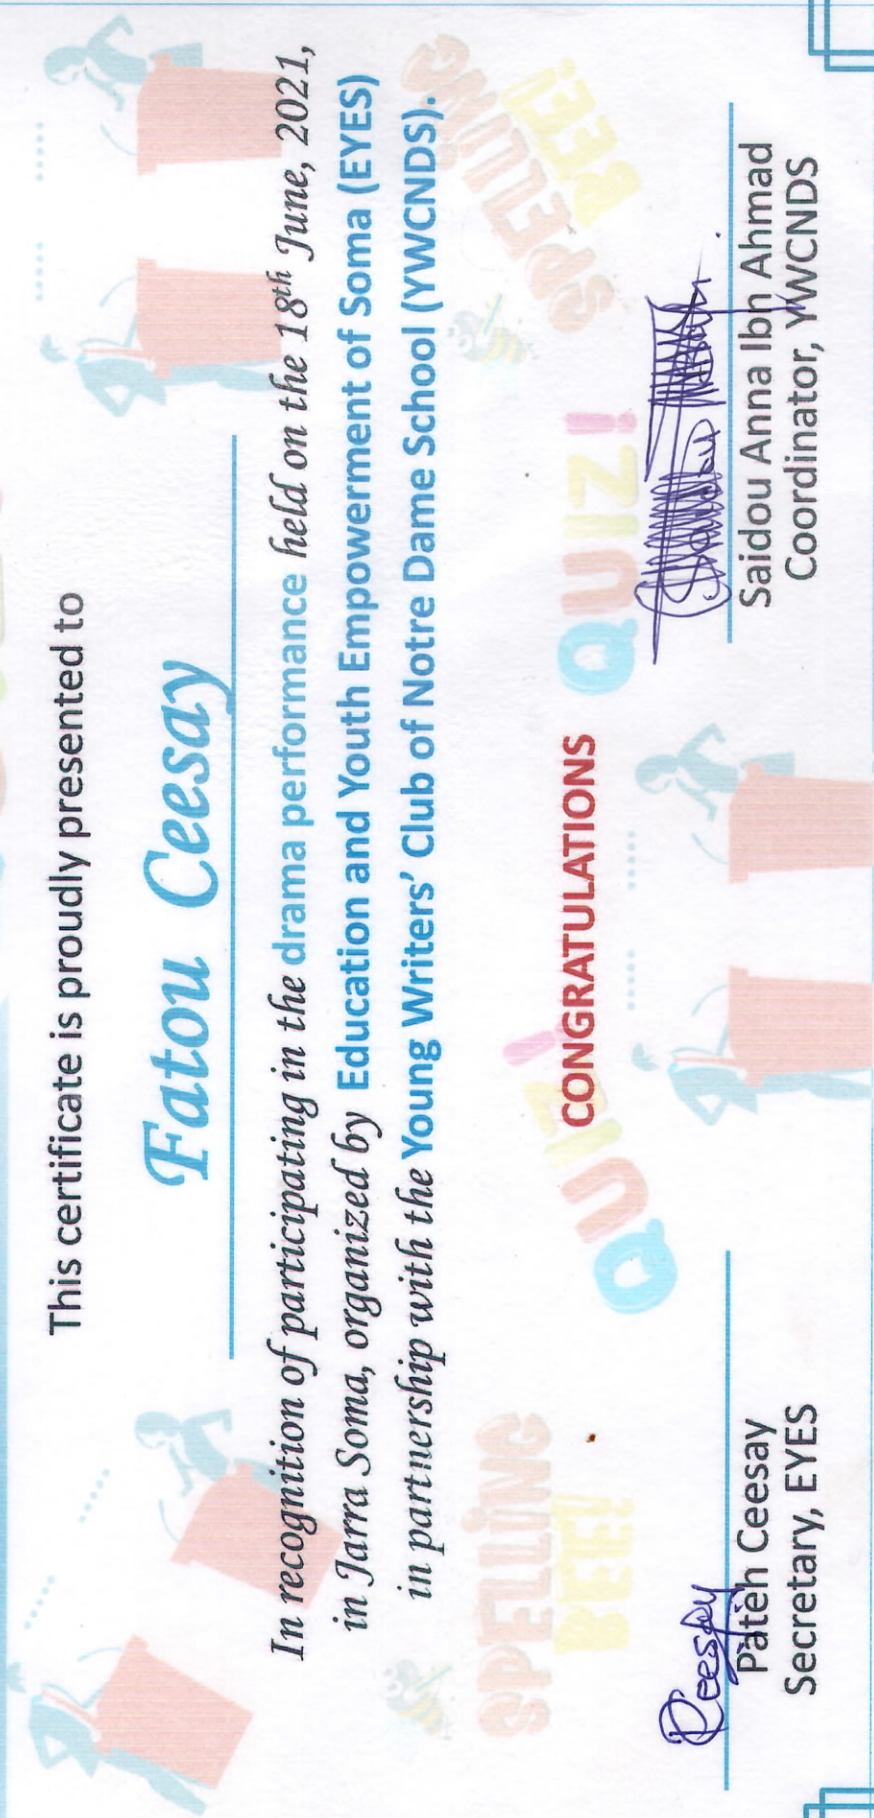 This certificate is proudly presented to
Fatou Ceesay
In recognition of participating in the drama performance held on the 18th June, 2021,
in Jarra Soma, organized by Education and Youth Empowerment of Soma (EYES)
in partnership with the Young Writers' Club of Notre Dame School (YWCNDS).
SPELLING
BEE!
QUIZ!
CONGRATULATIONS
QUIZ!
SPELLING
BEE!
PCeesay
Pateh Ceesay
Secretary, EYES
Saidou Anna Ibn Ahmad
Coordinator, YWCNDS